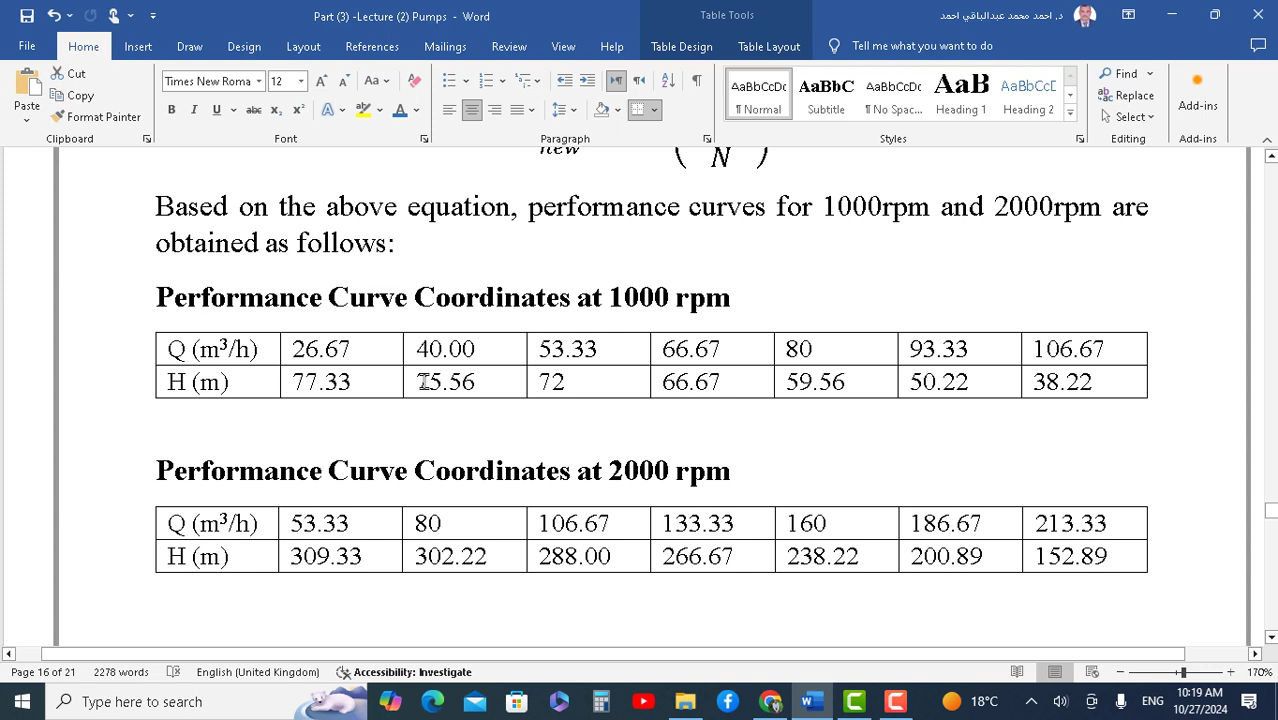 Part (3) -Lecture (2) Pumps - Word
Table Tools
د. احمد محمد عبدالباقي احمد
File Home Insert Draw Design Layout References Mailings Review View Help Table Design Table Layout Tell me what you want to do
Paste
Cut
Copy
Format Painter
Clipboard
Times New Roma 12
Aa
B I U abc x₂ x² A A
Font
Paragraph
AaBbCcDc AaBbC AaBbCcDc AaB AaBbCcD
¶ Normal Subtitle ¶ No Spac... Heading 1 Heading 2
Styles
Find
Replace
Select
Editing
Add-ins
Add-ins
new ( N )
Based on the above equation, performance curves for 1000rpm and 2000rpm are
obtained as follows:
Performance Curve Coordinates at 1000 rpm
Q (m³/h) 26.67 40.00 53.33 66.67 80 93.33 106.67
H (m) 77.33 75.56 72 66.67 59.56 50.22 38.22
Performance Curve Coordinates at 2000 rpm
Q (m³/h) 53.33 80 106.67 133.33 160 186.67 213.33
H (m) 309.33 302.22 288.00 266.67 238.22 200.89 152.89
Page 16 of 21 2278 words English (United Kingdom) Accessibility: Investigate 170%
Type here to search
18°C
ENG
10:19 AM
10/27/2024